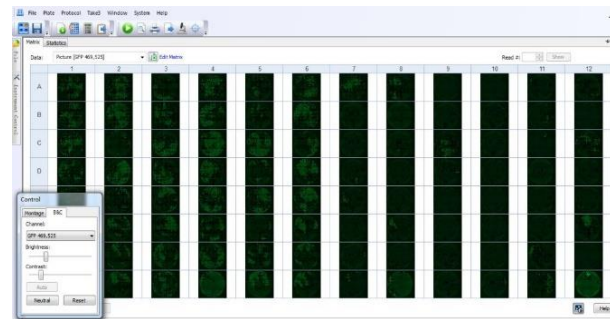 File Plate Protocol Take3 Window System Help
Matrix Statistics
Data: Picture [GFP 469,525] Edit Matrix Read #: Show
1 2 3 4 5 6 7 8 9 10 11 12
A
B
C
D
Control
Montage B&C
Channel:
GFP 469,525
Brightness:
Contrast:
Auto
Neutral Reset
Help